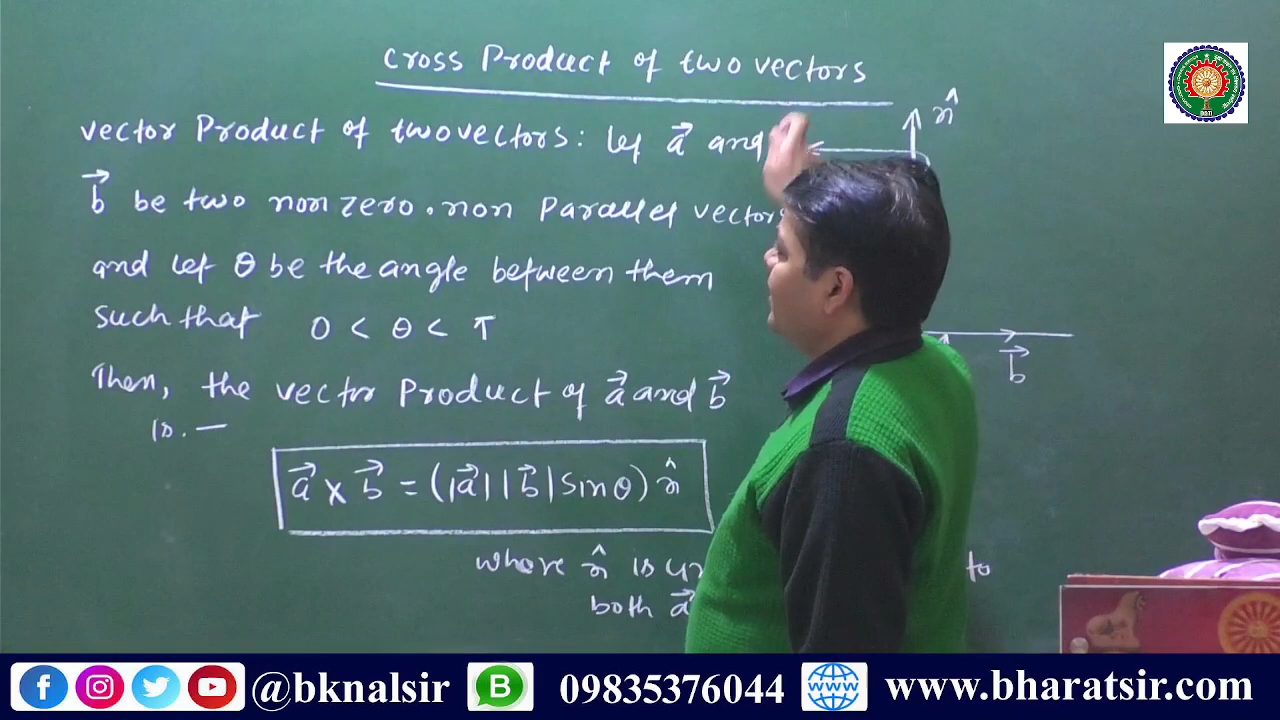 Cross Product of two vectors
vector Product of two vectors: Let a⃗ and
b⃗ be two non zero. non Parallel vectors
and let θ be the angle between them
such that 0 < θ < π
Then, the vector Product of a⃗ and b⃗
is. —
a⃗ × b⃗ = (|a⃗||b⃗| sin θ) n̂
where n̂ is to
both a⃗
n̂
b⃗
@bknalsir
B
09835376044
www
www.bharatsir.com